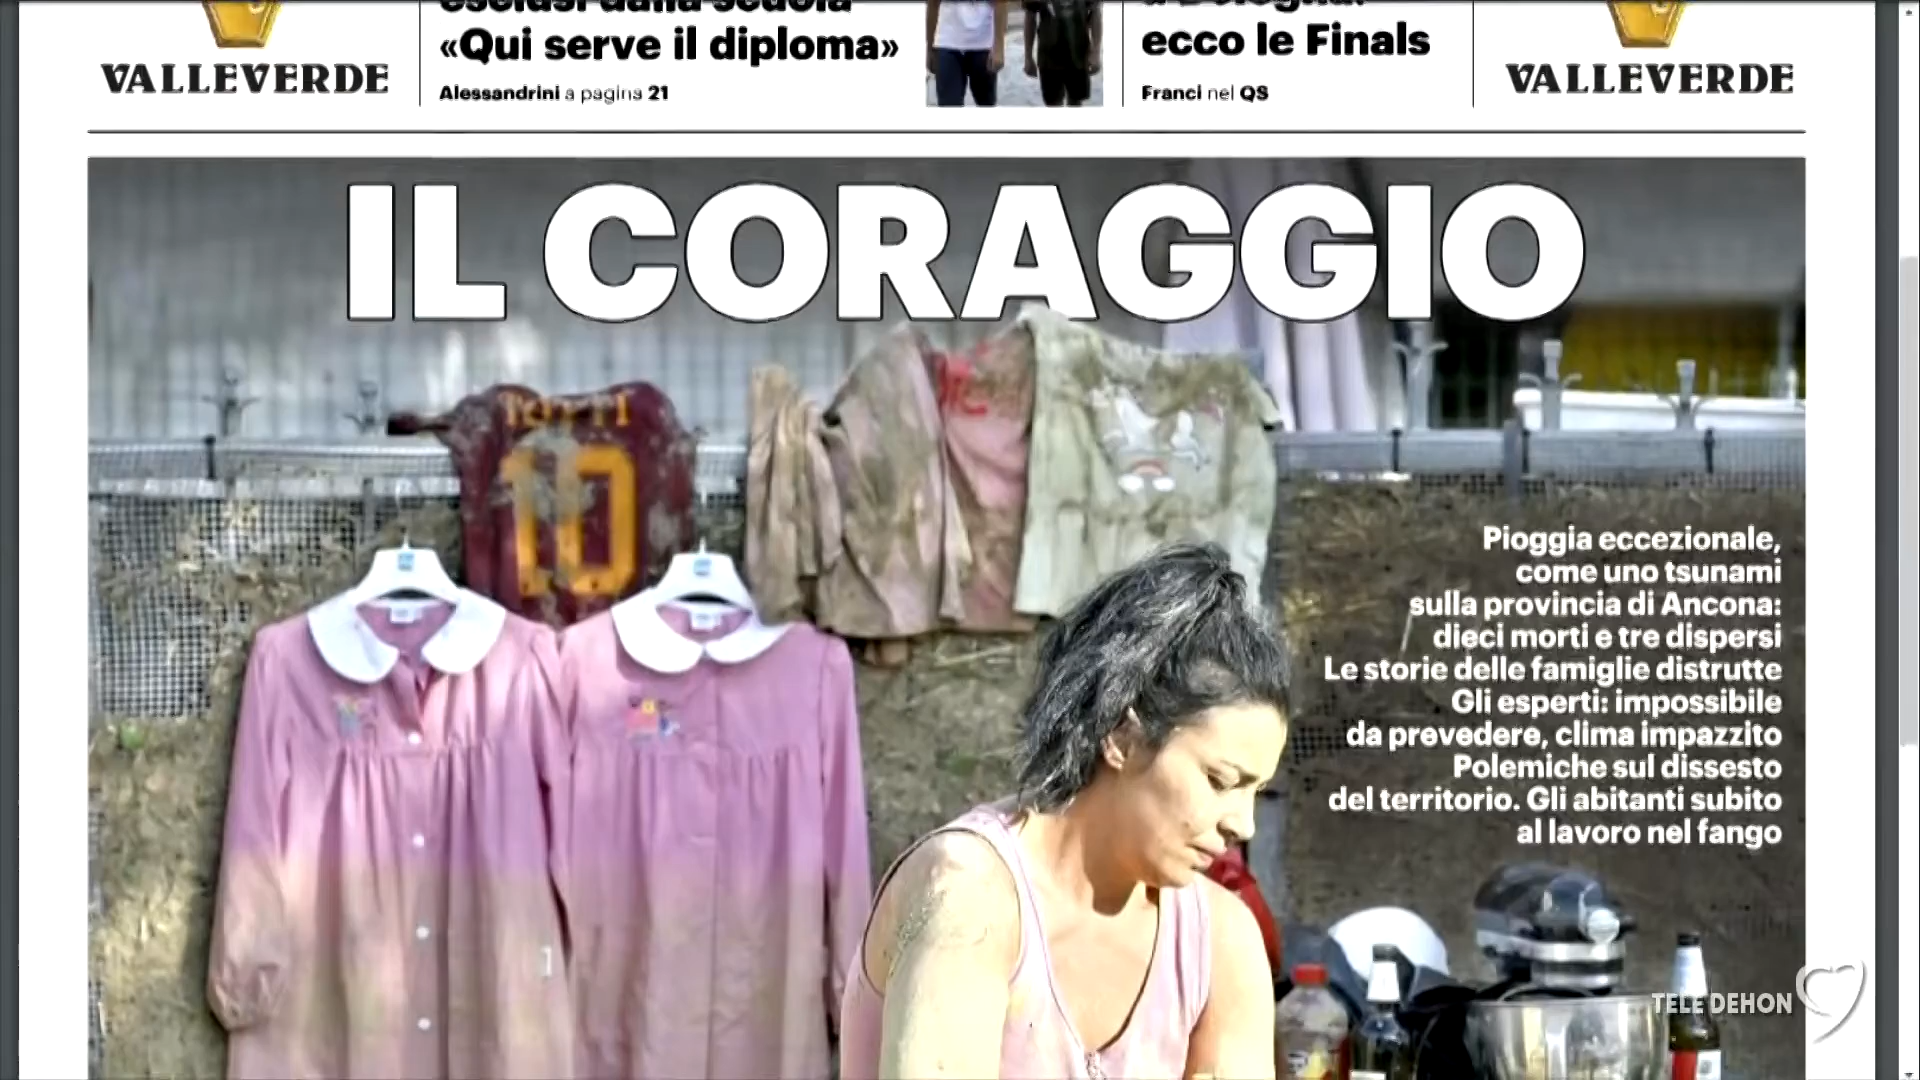 VALLEVERDE
«Qui serve il diploma»
Alessandrini a pagina 21
ecco le Finals
Franci nel QS
VALLEVERDE
IL CORAGGIO
TOTTI
10
Pioggia eccezionale,
come uno tsunami
sulla provincia di Ancona:
dieci morti e tre dispersi
Le storie delle famiglie distrutte
Gli esperti: impossibile
da prevedere, clima impazzito
Polemiche sul dissesto
del territorio. Gli abitanti subito
al lavoro nel fango
TELE DEHON